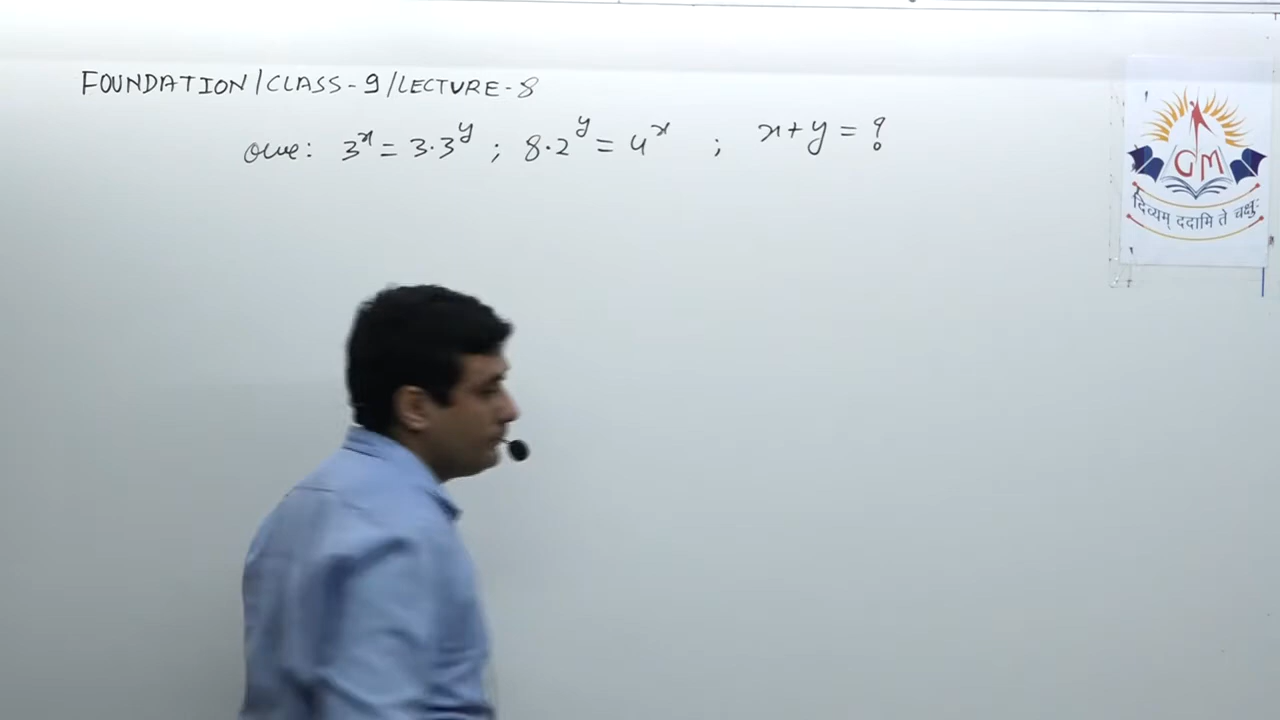 FOUNDATION/CLASS-9/LECTURE-8
Que: 3^x = 3·3^y ; 8·2^y = 4^x ; x+y = ?
GM
दिव्यम् ददामि ते चक्षुः